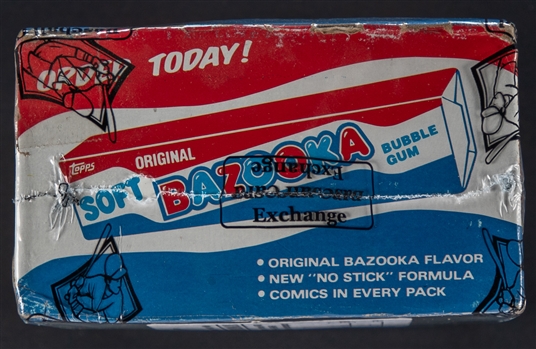 TODAY!
topps
ORIGINAL
SOFT BAZOOKA BUBBLE GUM
Exchange
Exchange
• ORIGINAL BAZOOKA FLAVOR
• NEW "NO STICK" FORMULA
• COMICS IN EVERY PACK